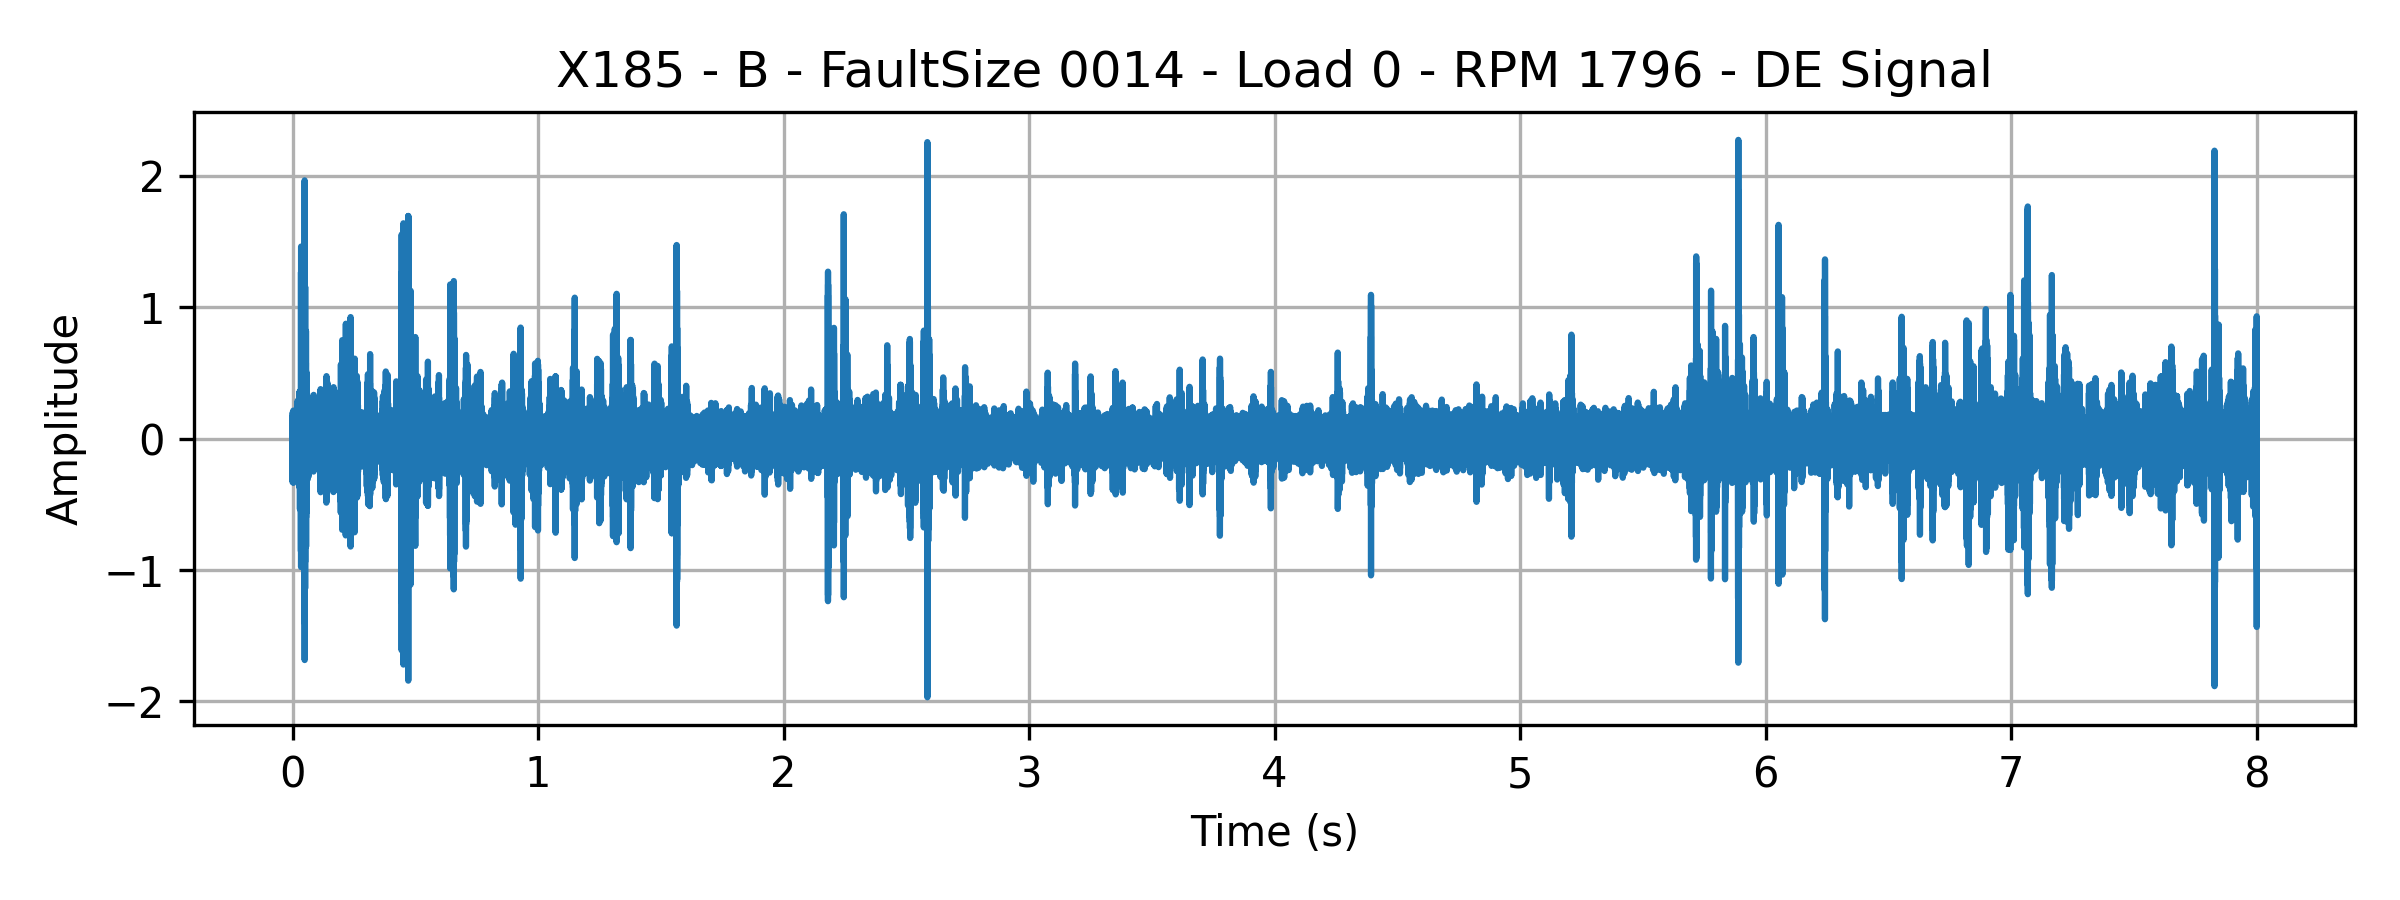 X185 - B - FaultSize 0014 - Load 0 - RPM 1796 - DE Signal
Amplitude
2
1
0
−1
−2
0 1 2 3 4 5 6 7 8
Time (s)